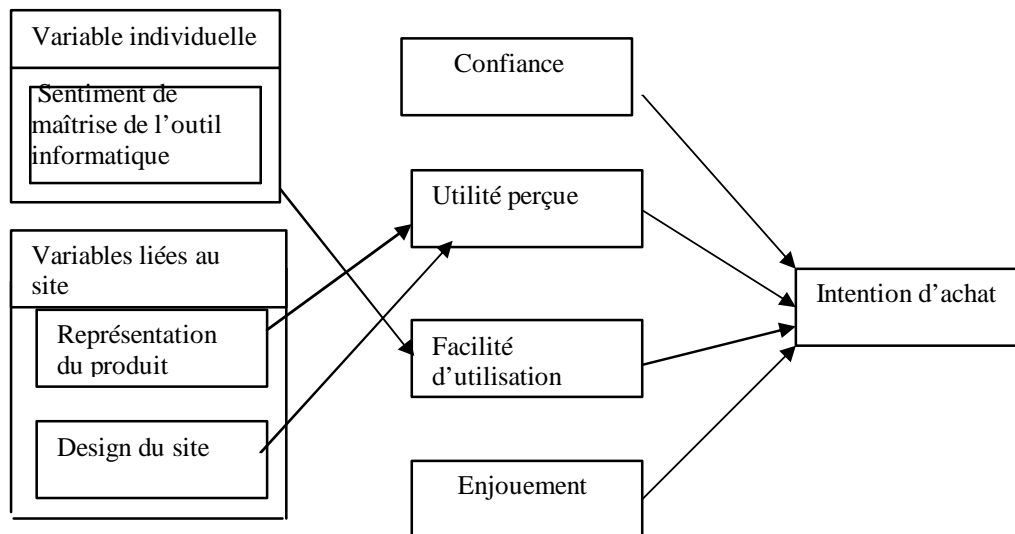 Variable individuelle
Sentiment de
maîtrise de l’outil
informatique
Variables liées au
site
Représentation
du produit
Design du site
Confiance
Utilité perçue
Facilité
d’utilisation
Enjouement
Intention d’achat